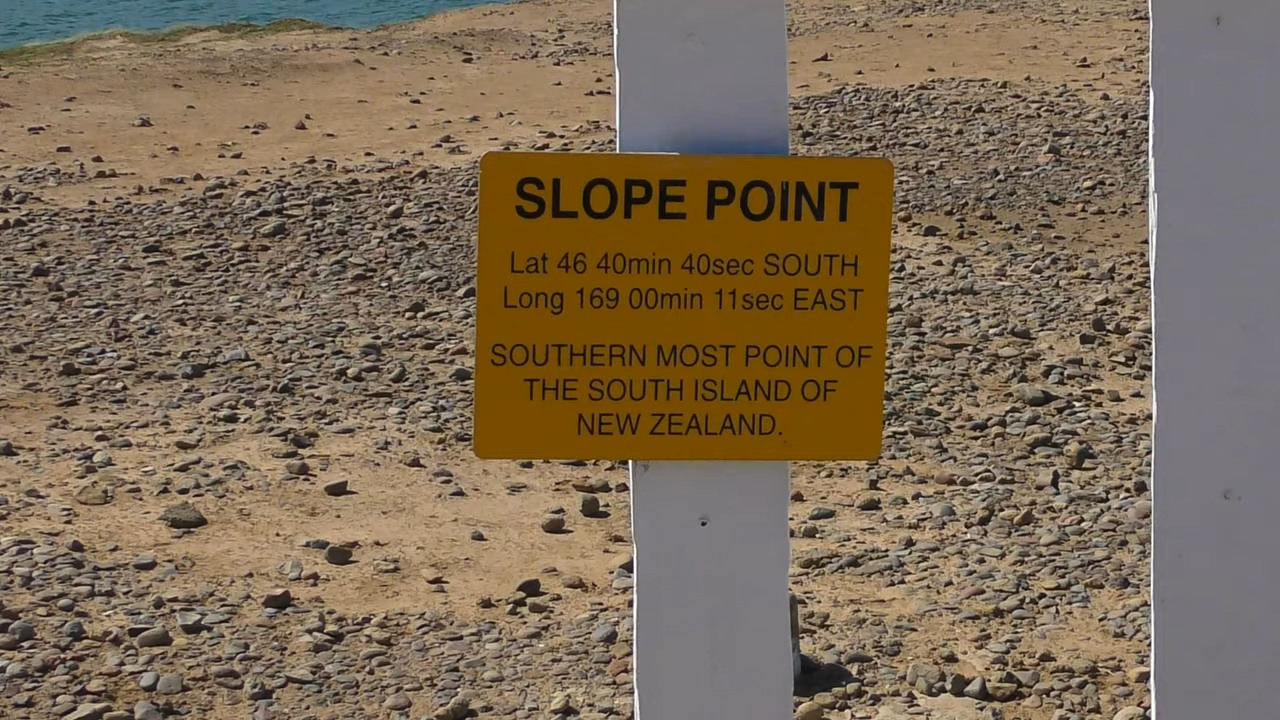 SLOPE POINT
Lat 46 40min 40sec SOUTH
Long 169 00min 11sec EAST
SOUTHERN MOST POINT OF
THE SOUTH ISLAND OF
NEW ZEALAND.